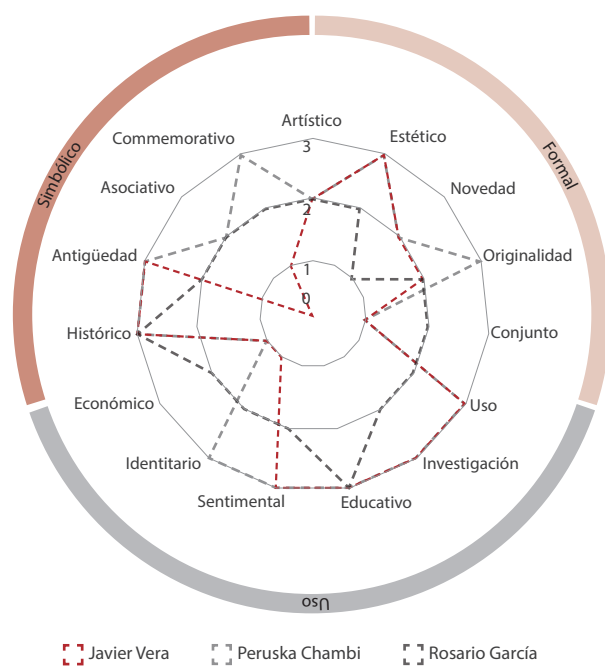 Simbólico
Formal
Uso
Artístico
3
2
1
0
Estético
Novedad
Originalidad
Conjunto
Uso
Investigación
Educativo
Sentimental
Identitario
Económico
Histórico
Antigüedad
Asociativo
Commemorativo
Javier Vera
Peruska Chambi
Rosario García